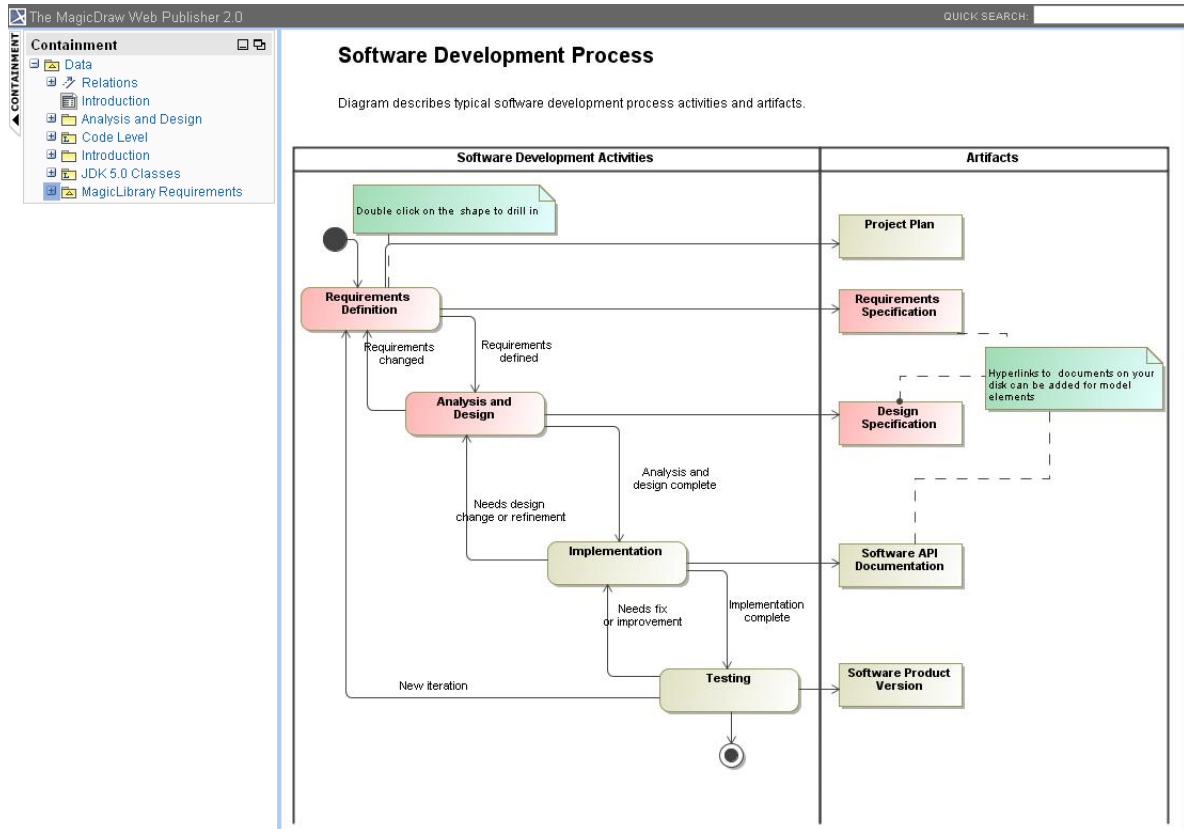 The MagicDraw Web Publisher 2.0
QUICK SEARCH:
CONTAINMENT
Containment
Data
Relations
Introduction
Analysis and Design
Code Level
Introduction
JDK 5.0 Classes
MagicLibrary Requirements
Software Development Process
Diagram describes typical software development process activities and artifacts.
Software Development Activities
Artifacts
Double click on the shape to drill in
Project Plan
Requirements
Definition
Requirements
Specification
Requirements
changed
Requirements
defined
Hyperlinks to documents on your
disk can be added for model
elements
Analysis and
Design
Design
Specification
Analysis and
design complete
Needs design
change or refinement
Implementation
Software API
Documentation
Needs fix
or improvement
Implementation
complete
Testing
Software Product
Version
New iteration